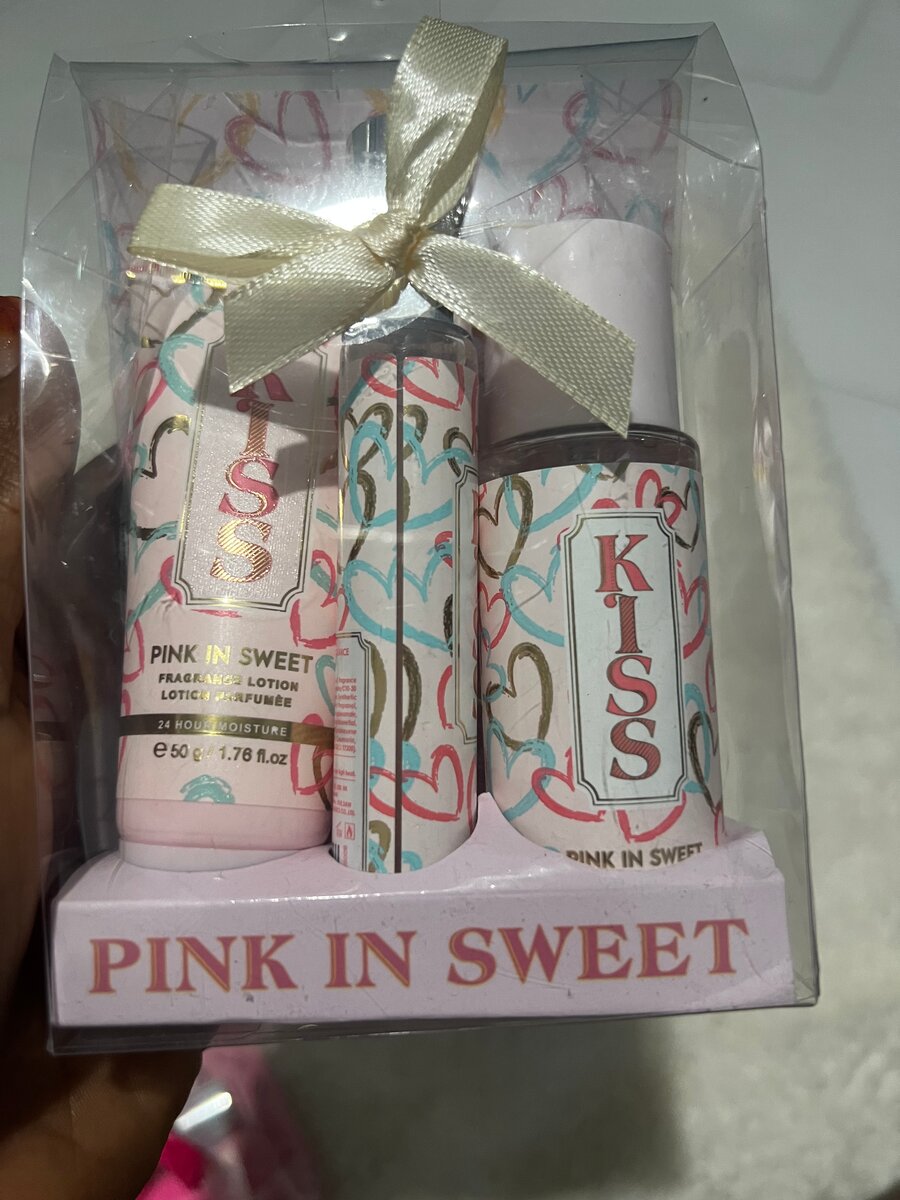 KISS
PINK IN SWEET
FRAGRANCE LOTION
LOTION PARFUMÉE
24 HOUR MOISTURE
e 50 g / 1.76 fl.oz
KISS
PINK IN SWEET
PINK IN SWEET